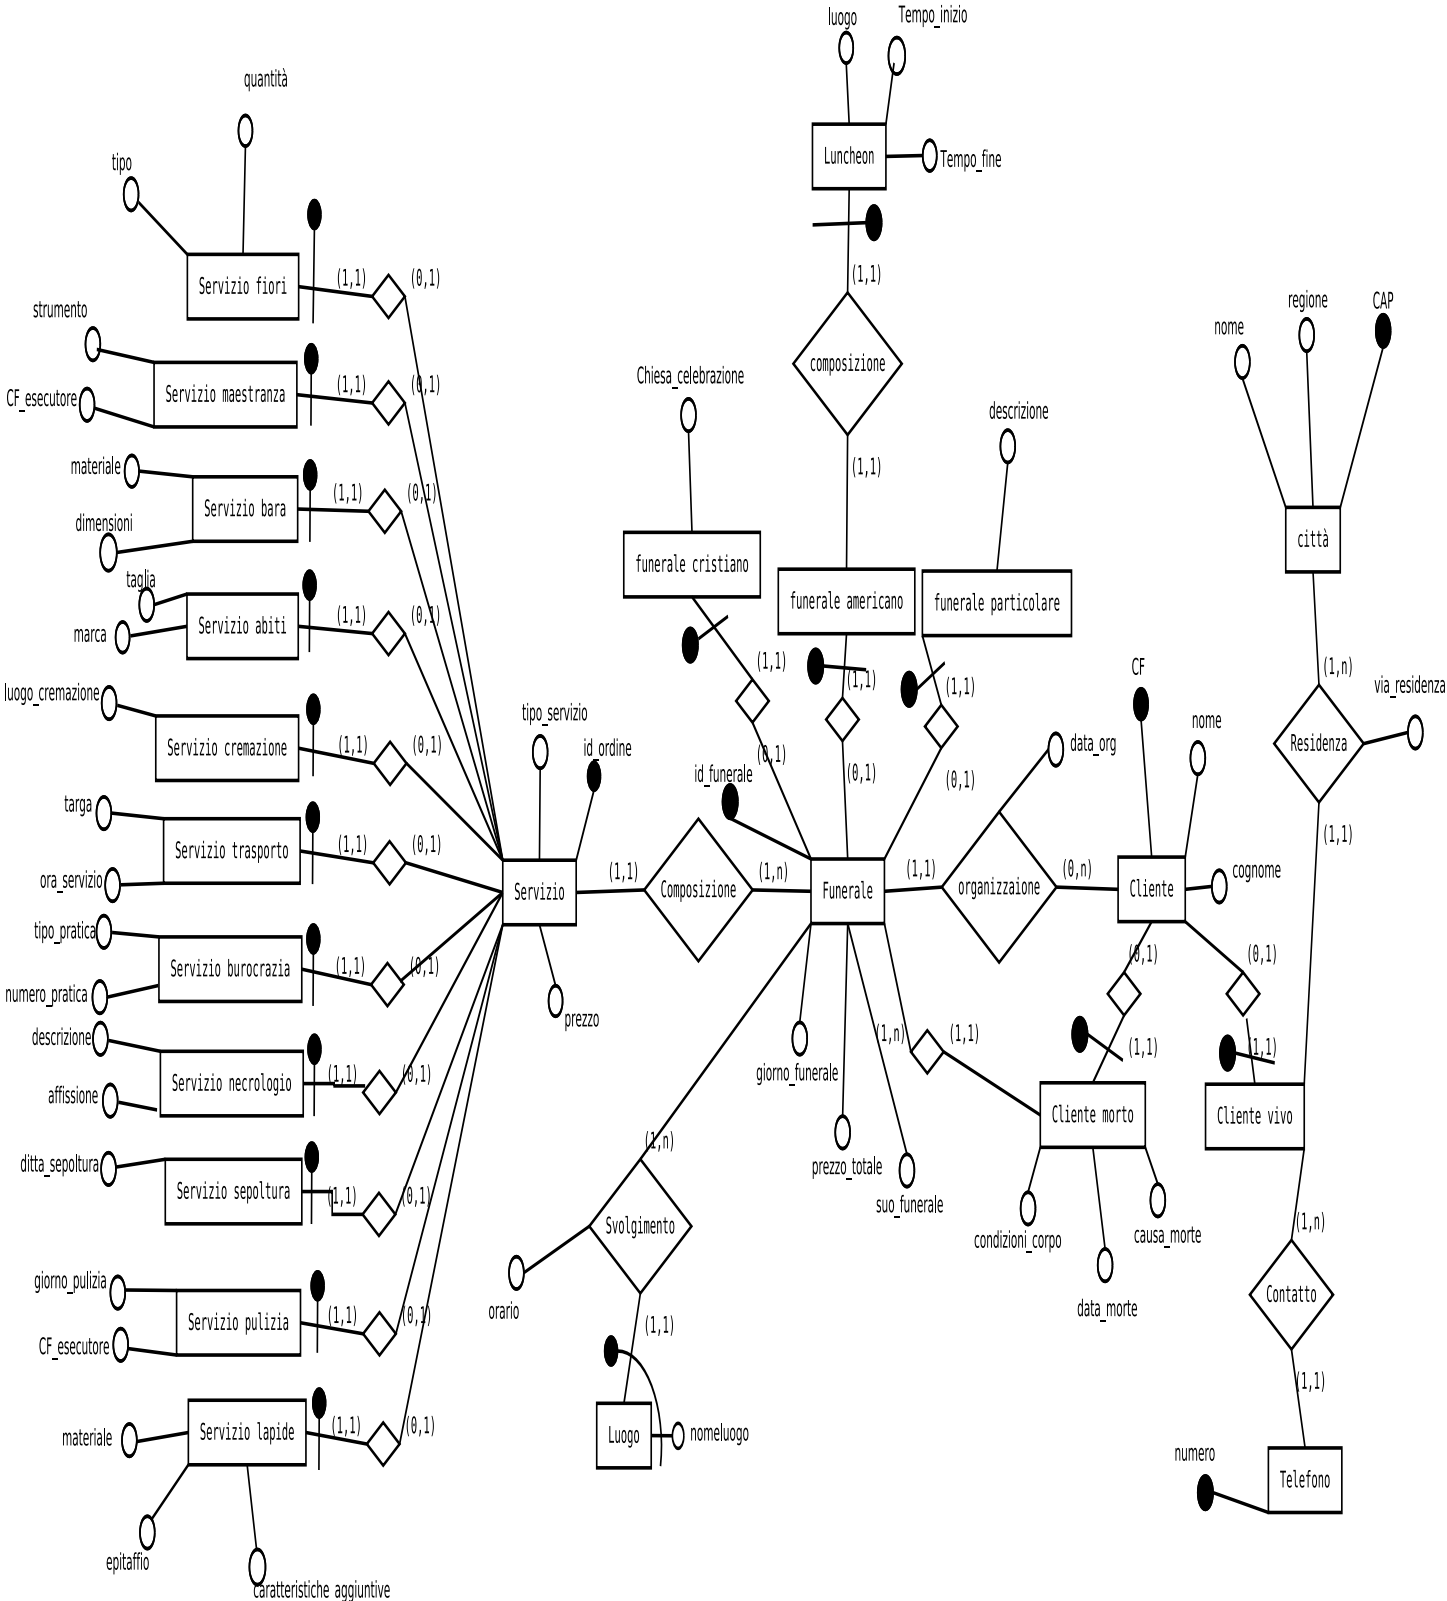 luogo
Tempo_inizio
Luncheon
Tempo_fine
(1,1)
composizione
(1,1)
quantità
tipo
Servizio fiori
(1,1)
(0,1)
strumento
CF_esecutore
Servizio maestranza
(1,1)
(0,1)
materiale
dimensioni
Servizio bara
(1,1)
(0,1)
taglia
marca
Servizio abiti
(1,1)
(0,1)
luogo_cremazione
Servizio cremazione
(1,1)
(0,1)
targa
ora_servizio
Servizio trasporto
(1,1)
(0,1)
tipo_pratica
numero_pratica
Servizio burocrazia
(1,1)
(0,1)
descrizione
affissione
Servizio necrologio
(1,1)
(0,1)
ditta_sepoltura
Servizio sepoltura
(1,1)
(0,1)
giorno_pulizia
CF_esecutore
Servizio pulizia
(1,1)
(0,1)
materiale
Servizio lapide
(1,1)
(0,1)
epitaffio
caratteristiche aggiuntive
tipo_servizio
id_ordine
Servizio
prezzo
(1,1)
Composizione
(1,n)
Chiesa_celebrazione
funerale cristiano
(1,1)
(0,1)
funerale americano
(1,1)
(0,1)
descrizione
funerale particolare
(1,1)
(0,1)
id_funerale
Funerale
giorno_funerale
prezzo_totale
suo_funerale
(1,1)
organizzaione
data_org
(0,n)
CF
nome
cognome
Cliente
(0,1)
(0,1)
(1,1)
(1,1)
(1,n)
(1,1)
Cliente morto
condizioni_corpo
data_morte
causa_morte
Cliente vivo
nome
regione
CAP
città
(1,n)
Residenza
via_residenza
(1,1)
(1,n)
Contatto
(1,1)
numero
Telefono
(1,n)
Svolgimento
orario
(1,1)
Luogo
nomeluogo